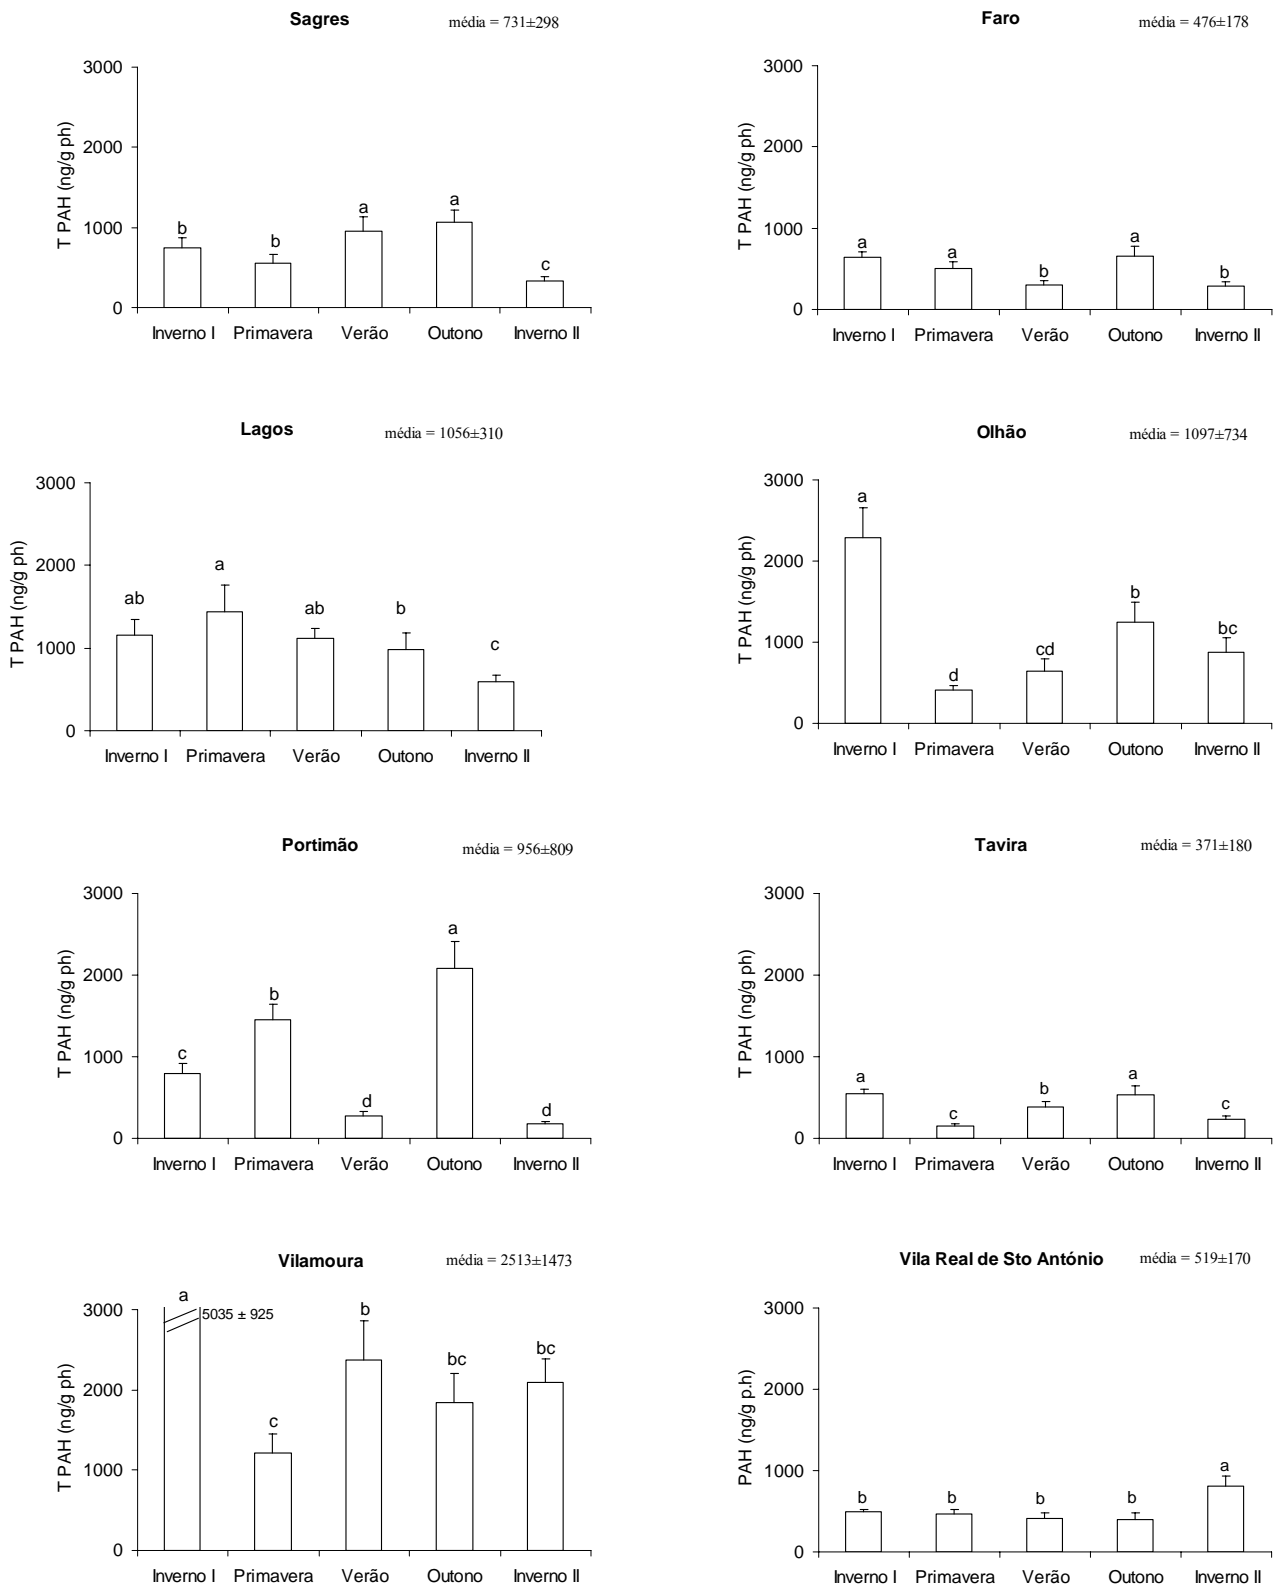 Sagres média = 731±298
T PAH (ng/g ph)
3000
2000
1000
0
b b a a c
Inverno I Primavera Verão Outono Inverno II
Faro média = 476±178
T PAH (ng/g ph)
3000
2000
1000
0
a a b a b
Inverno I Primavera Verão Outono Inverno II
Lagos média = 1056±310
T PAH (ng/g ph)
3000
2000
1000
0
ab a ab b c
Inverno I Primavera Verão Outono Inverno II
Olhão média = 1097±734
T PAH (ng/g ph)
3000
2000
1000
0
a d cd b bc
Inverno I Primavera Verão Outono Inverno II
Portimão média = 956±809
T PAH (ng/g ph)
3000
2000
1000
0
c b d a d
Inverno I Primavera Verão Outono Inverno II
Tavira média = 371±180
T PAH (ng/g ph)
3000
2000
1000
0
a c b a c
Inverno I Primavera Verão Outono Inverno II
Vilamoura média = 2513±1473
T PAH (ng/g ph)
3000
2000
1000
0
a c b bc bc
5035 ± 925
Inverno I Primavera Verão Outono Inverno II
Vila Real de Sto António média = 519±170
PAH (ng/g p.h)
3000
2000
1000
0
b b b b a
Inverno I Primavera Verão Outono Inverno II